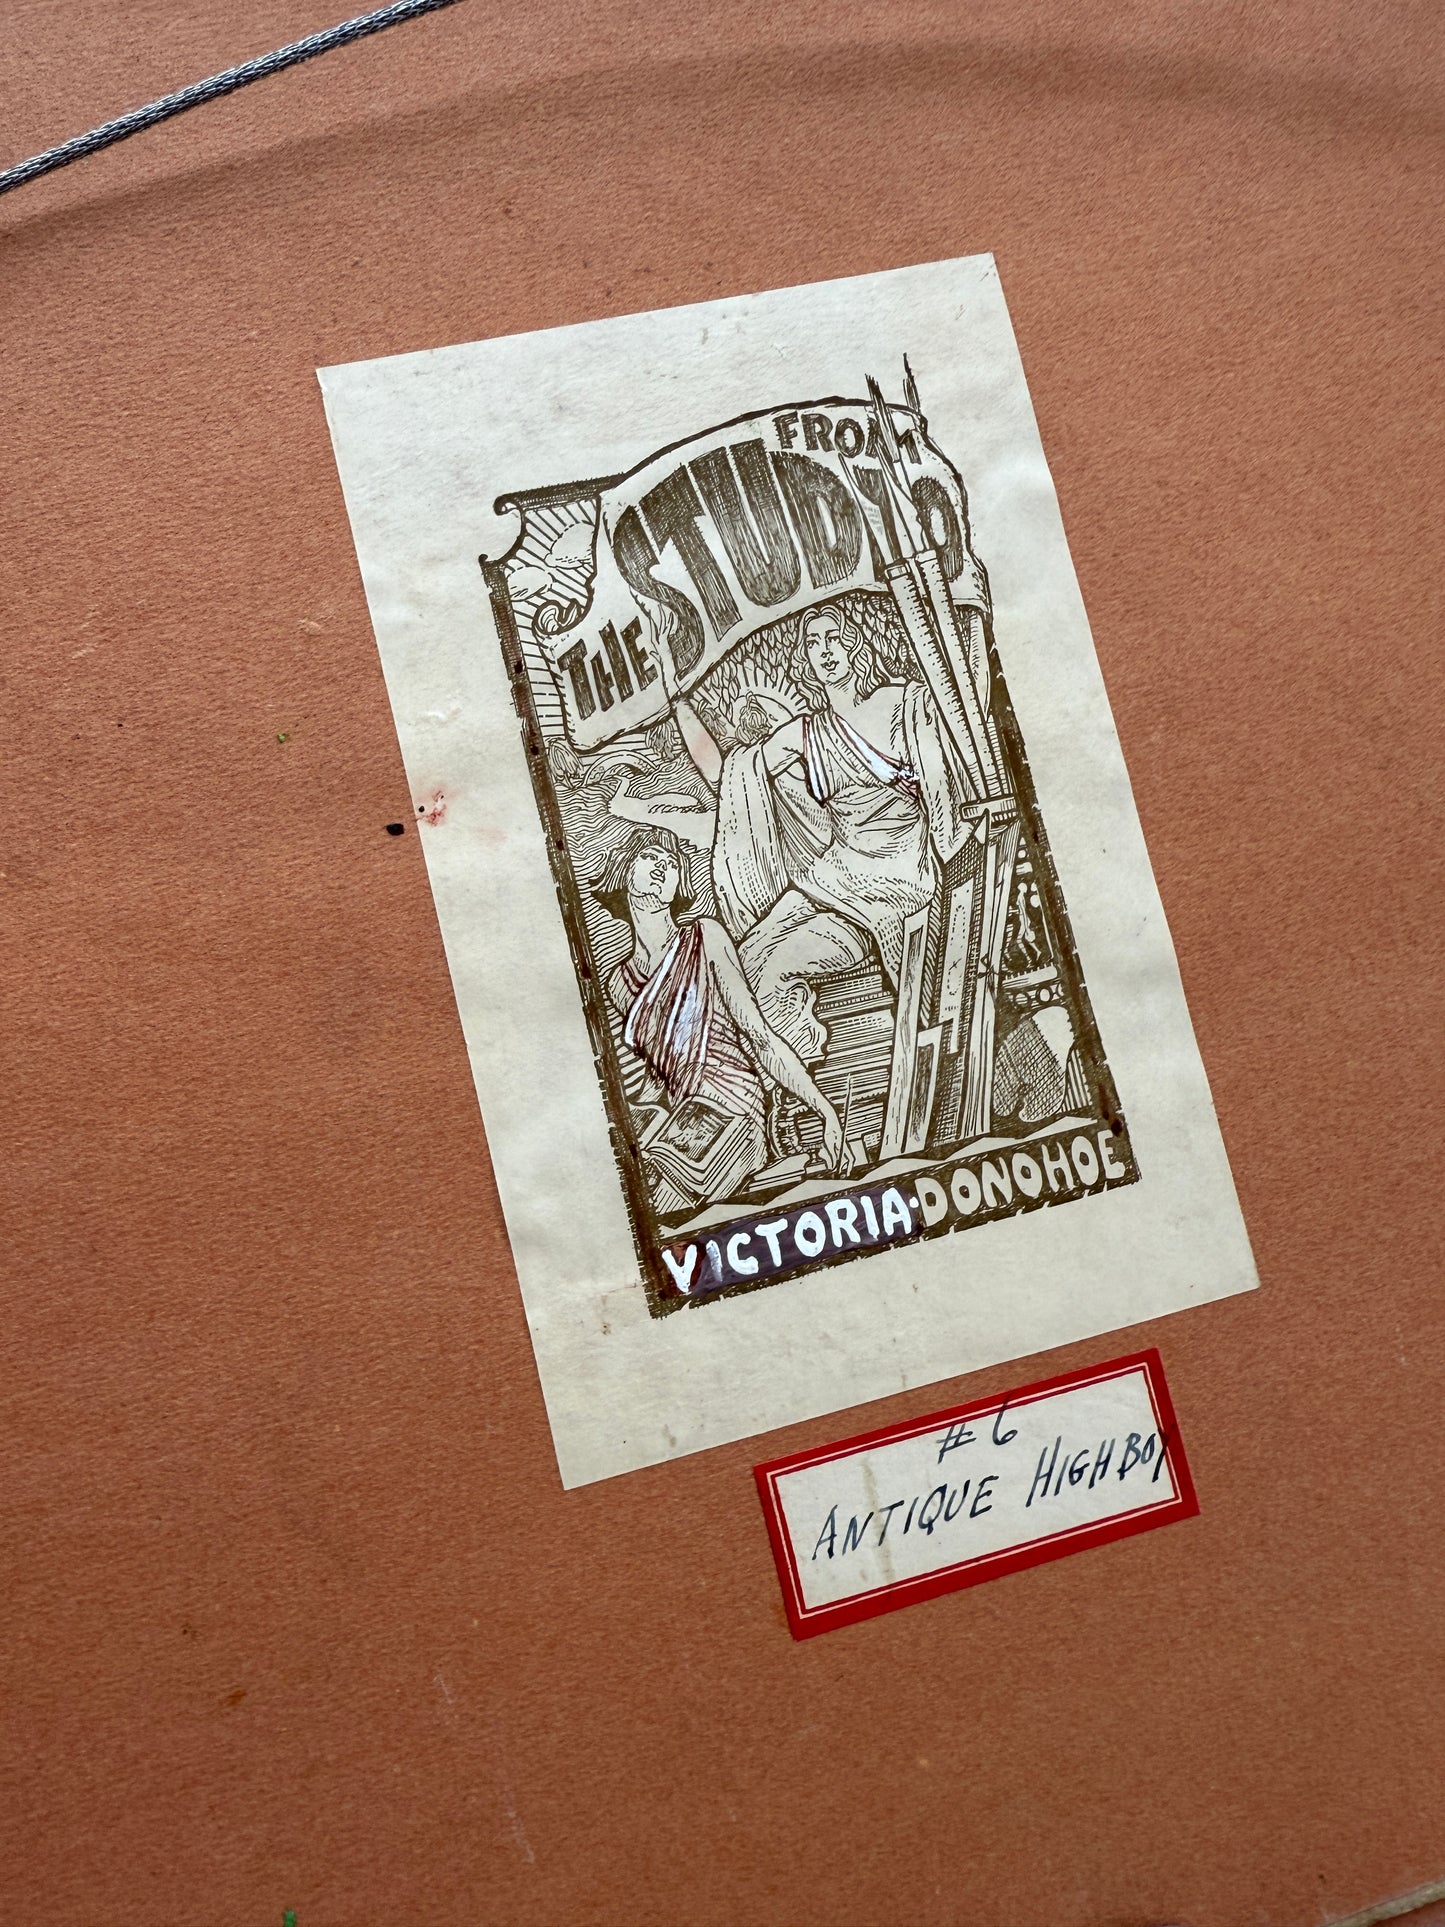 FROM
THE STUDIO
VICTORIA·DONOHOE
# 6
ANTIQUE HIGHBOY